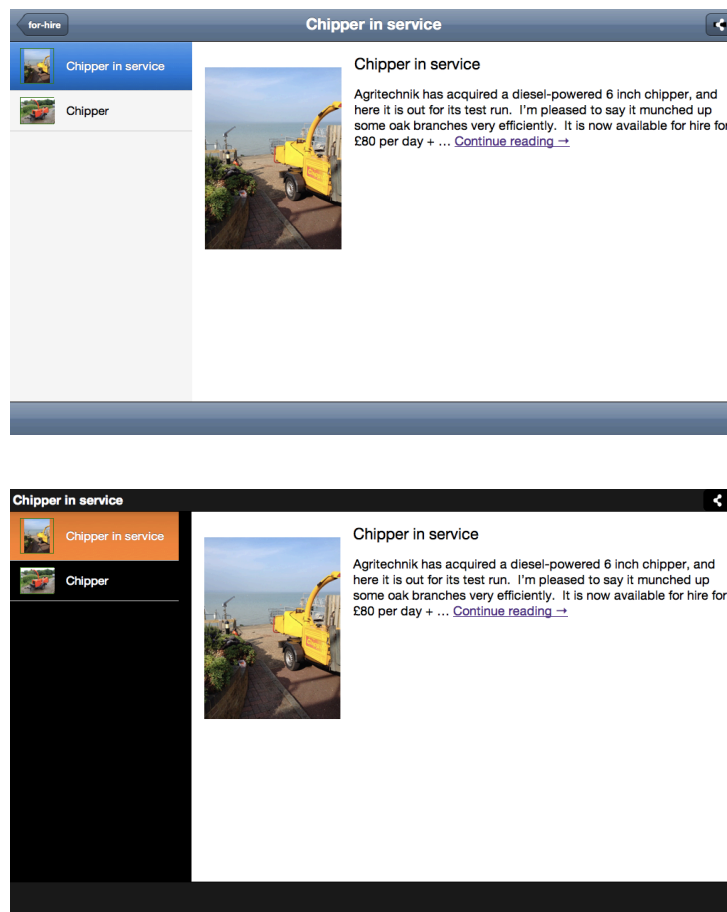 for-hire
Chipper in service
Chipper in service
Chipper
Chipper in service
Agritechnik has acquired a diesel-powered 6 inch chipper, and
here it is out for its test run.  I'm pleased to say it munched up
some oak branches very efficiently.  It is now available for hire for
£80 per day + … Continue reading →
Chipper in service
Chipper in service
Chipper
Chipper in service
Agritechnik has acquired a diesel-powered 6 inch chipper, and
here it is out for its test run.  I'm pleased to say it munched up
some oak branches very efficiently.  It is now available for hire for
£80 per day + … Continue reading →